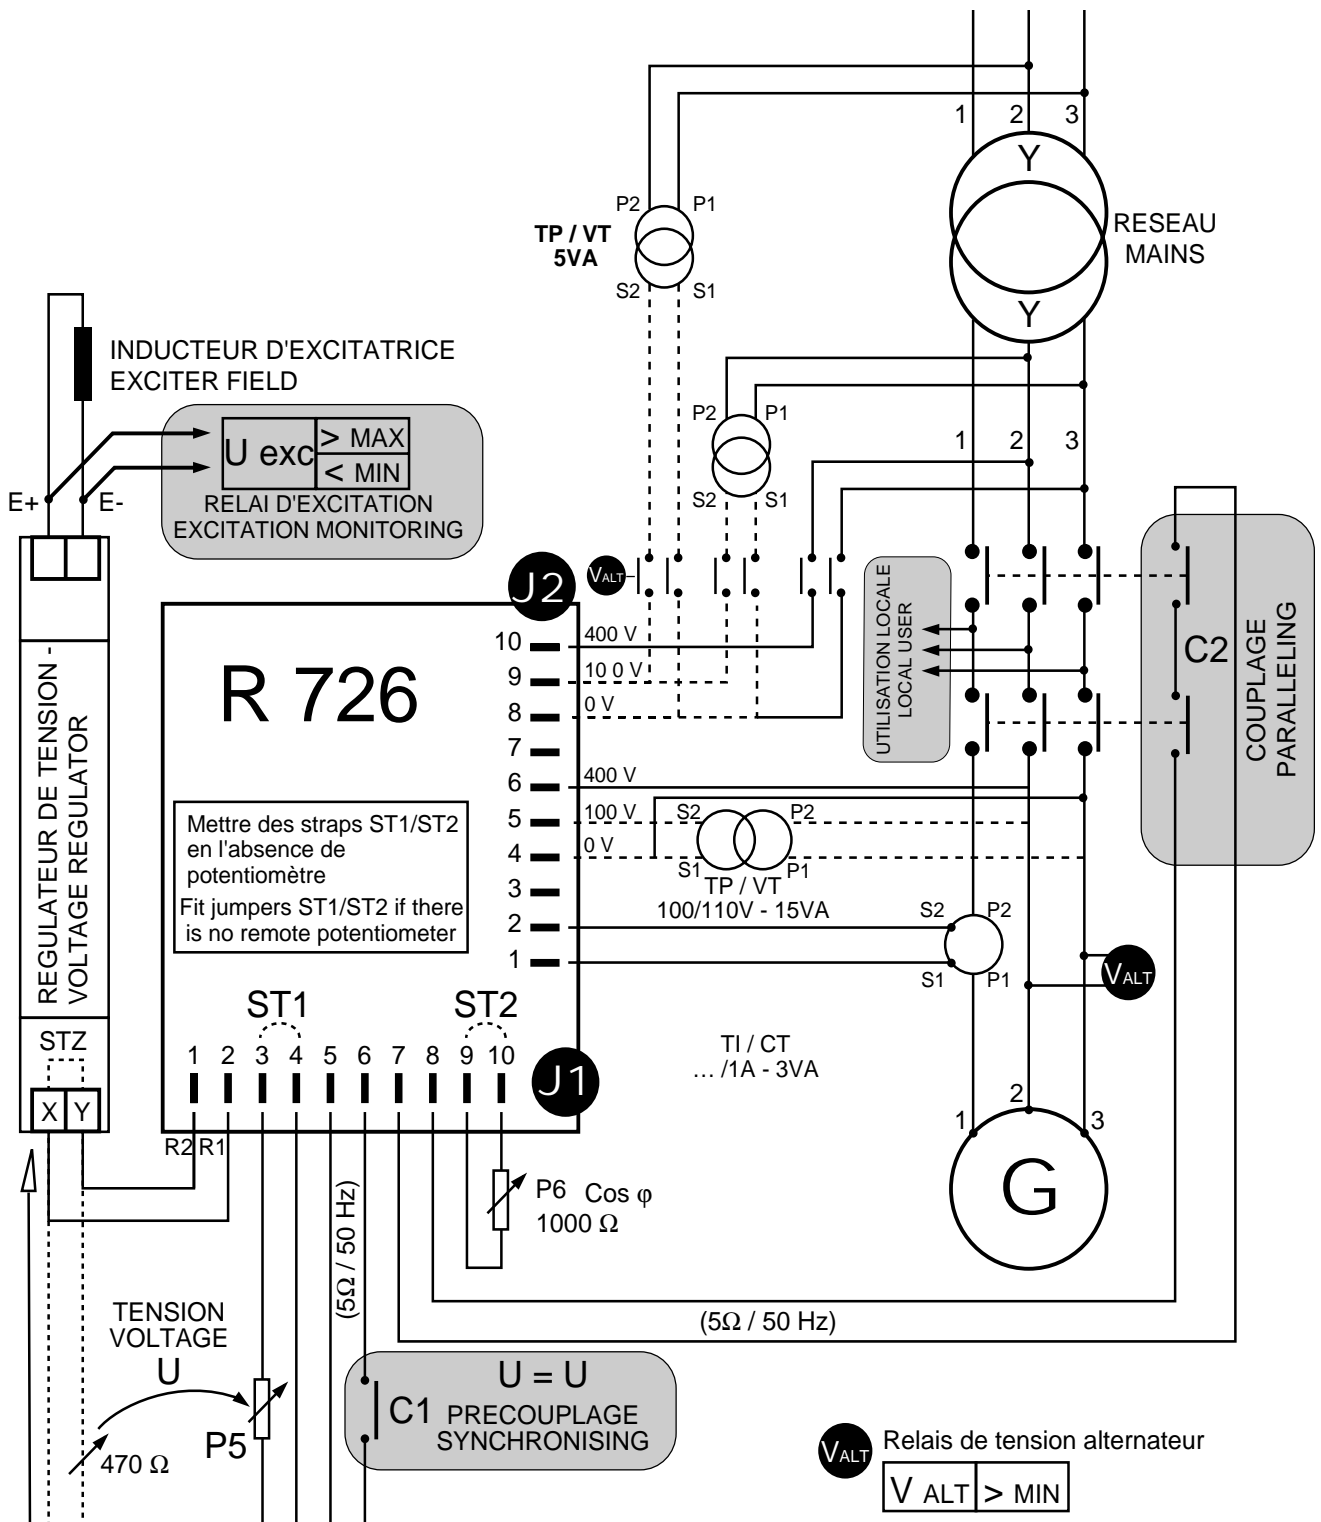 1 2 3
Y
P2 P1
TP / VT
5VA
S2 S1
RESEAU
MAINS
Y
INDUCTEUR D'EXCITATRICE
EXCITER FIELD
P2 P1
U exc > MAX
< MIN
1 2 3
S2 S1
E+ E-
RELAI D'EXCITATION
EXCITATION MONITORING
J2
VALT
10 400 V
9 10 0 V
8 0 V
7
6 400 V
5 100 V
4 0 V
3
2
1
R 726
UTILISATION LOCALE
LOCAL USER
C2
COUPLAGE
PARALLELING
REGULATEUR DE TENSION -
VOLTAGE REGULATOR
Mettre des straps ST1/ST2
en l'absence de
potentiomètre
Fit jumpers ST1/ST2 if there
is no remote potentiometer
S2 P2
S1 P1
TP / VT
100/110V - 15VA
S2 P2
S1 P1
VALT
ST1 ST2
STZ
1 2 3 4 5 6 7 8 9 10
J1
TI / CT
... /1A - 3VA
X Y
R2 R1
1 2 3
G
P6 Cos φ
1000 Ω
(5Ω / 50 Hz)
(5Ω / 50 Hz)
TENSION
VOLTAGE
U
P5
470 Ω
U = U
C1 PRECOUPLAGE
SYNCHRONISING
VALT Relais de tension alternateur
V ALT > MIN